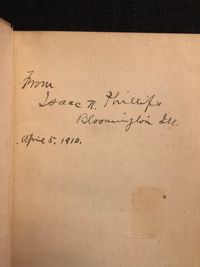 From
Isaac N. Phillips
Bloomington Ill.
April 5, 1910.